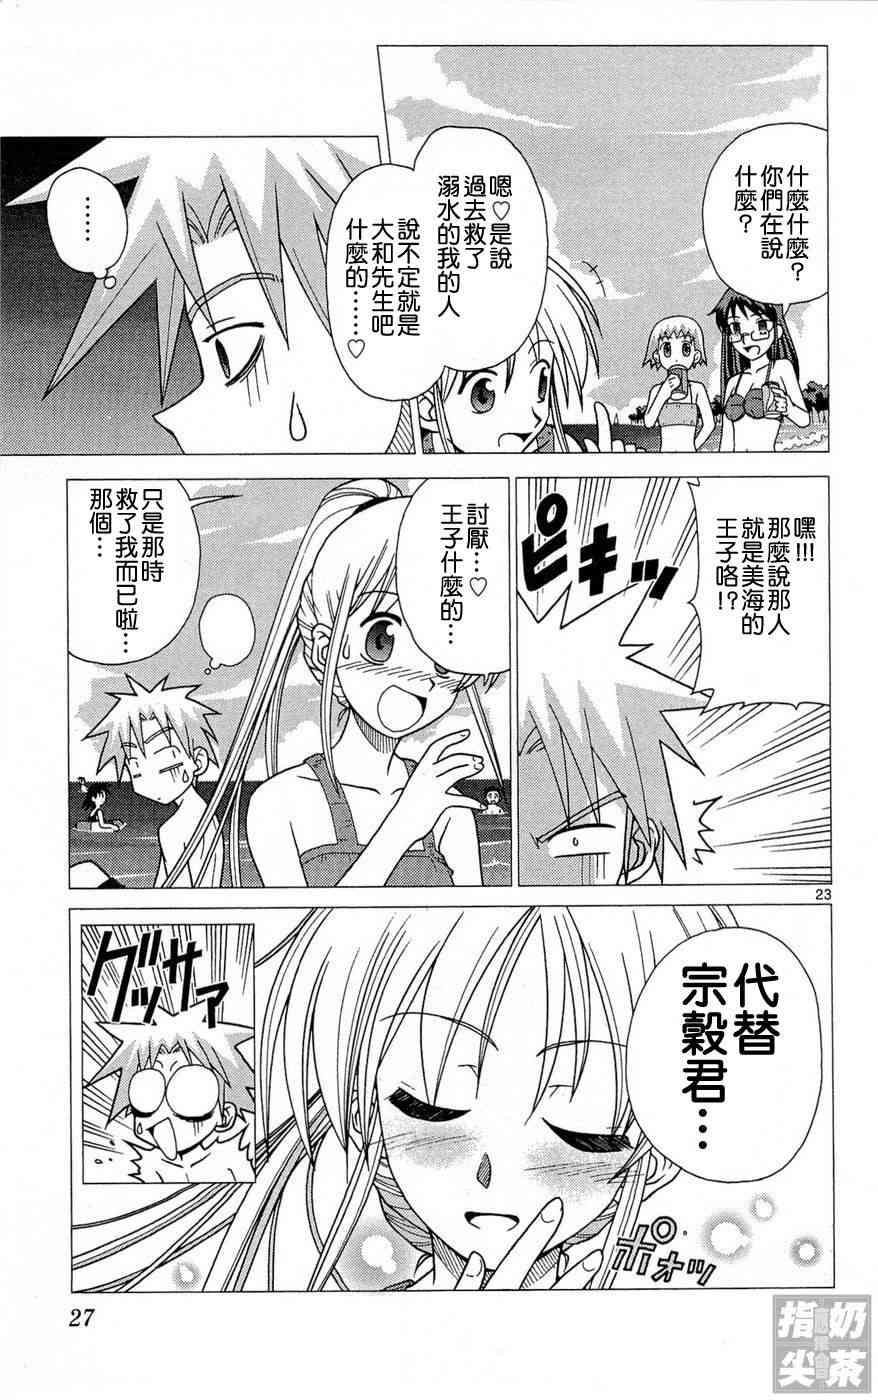 什麼什麼?
你們在說
什麼?
嗯♡是說
過去救了
溺水的我的人
說不定就是
大和先生吧
什麼的……♡
……
嘿!!!
那麼說那人
就是美海的
王子咯!?
ピキッ
討厭…♡
王子什麼的…
只是那時
救了我而已啦…
那個…
23
代替
宗穀君…
グッサァ
ポォッ
27
指奶
尖茶